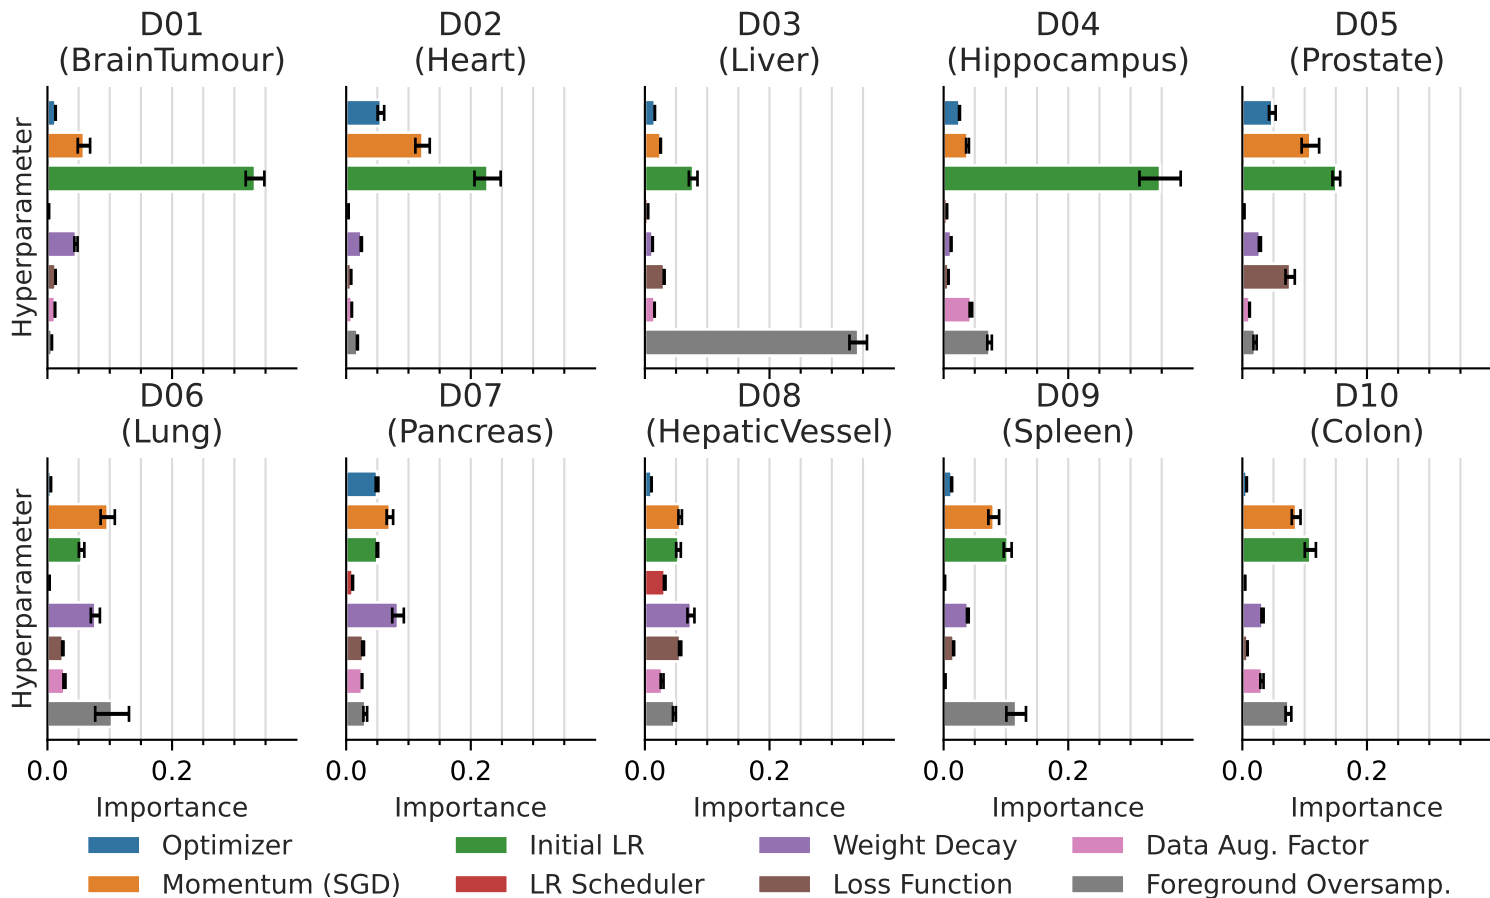 D01
(BrainTumour)
D02
(Heart)
D03
(Liver)
D04
(Hippocampus)
D05
(Prostate)
Hyperparameter
D06
(Lung)
D07
(Pancreas)
D08
(HepaticVessel)
D09
(Spleen)
D10
(Colon)
Hyperparameter
0.0 0.2
0.0 0.2
0.0 0.2
0.0 0.2
0.0 0.2
Importance
Importance
Importance
Importance
Importance
Optimizer
Initial LR
Weight Decay
Data Aug. Factor
Momentum (SGD)
LR Scheduler
Loss Function
Foreground Oversamp.